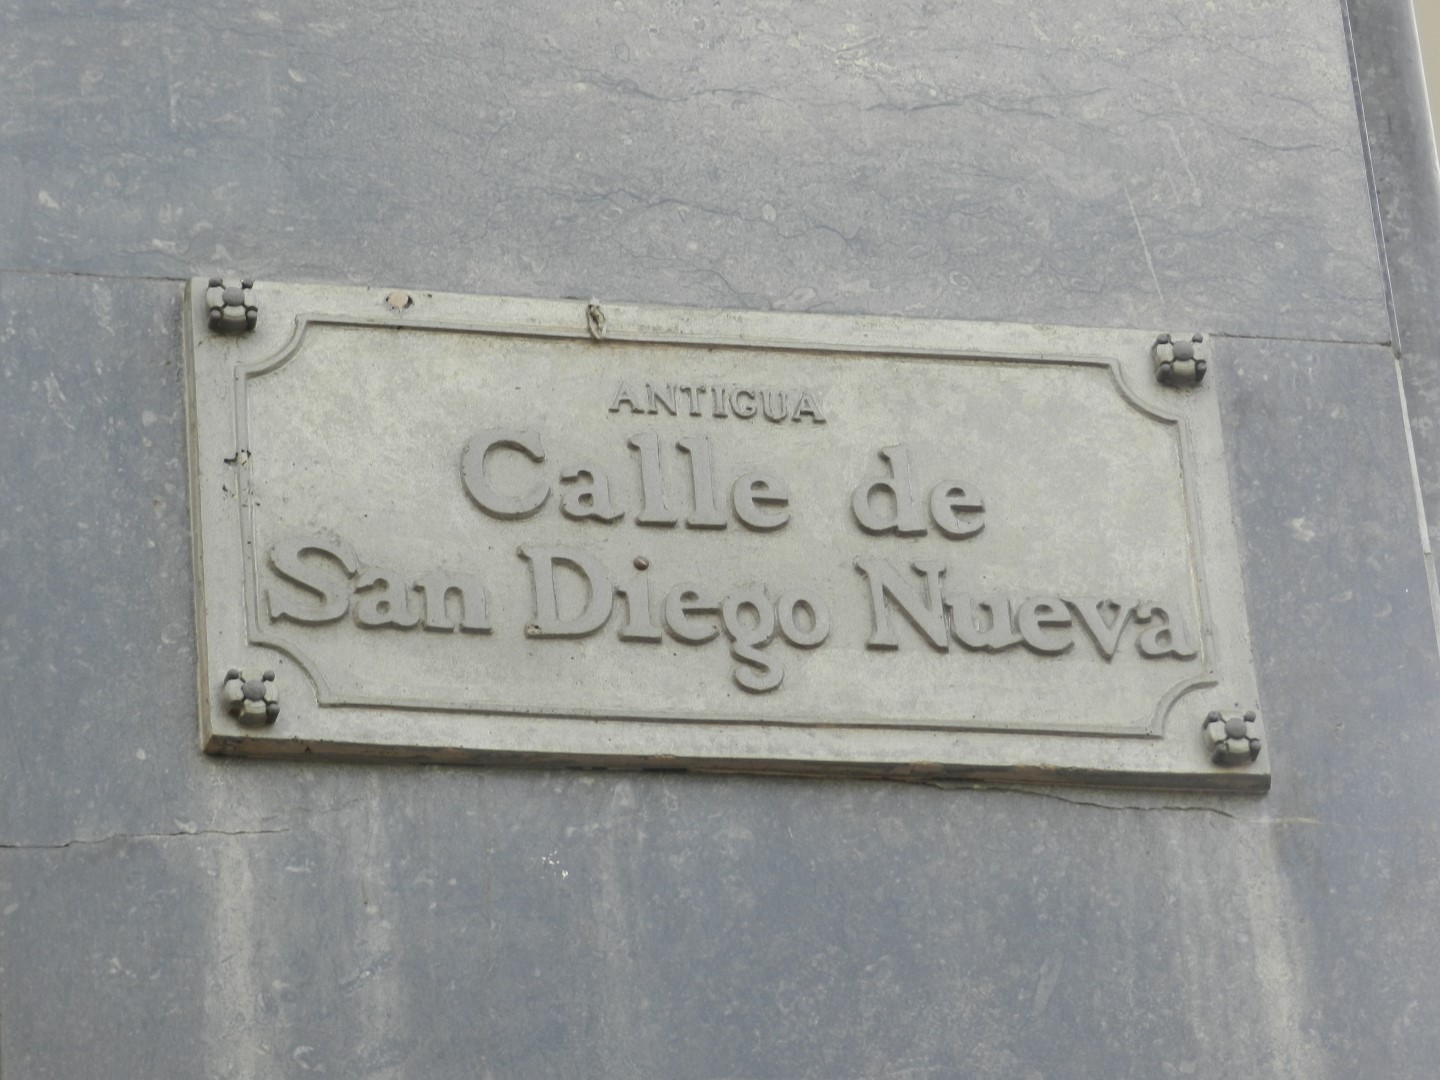 ANTIGUA
Calle de
San Diego Nueva